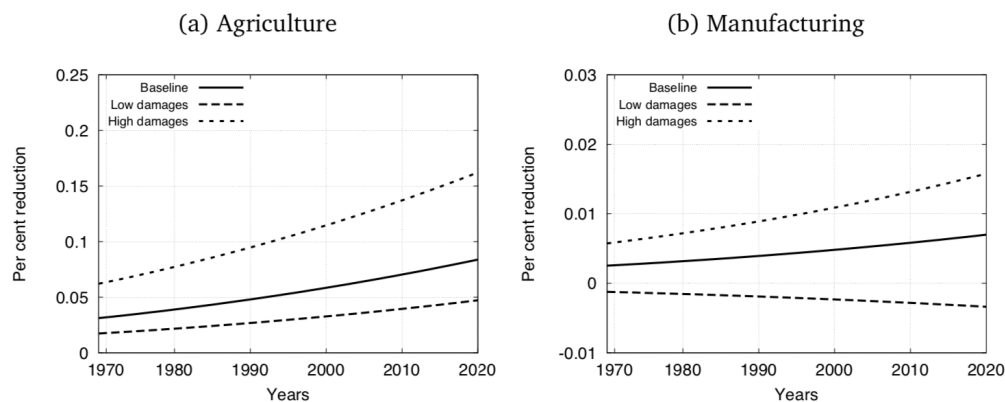 (a) Agriculture
0.25
0.2
0.15
0.1
0.05
0
Per cent reduction
Baseline
Low damages
High damages
1970 1980 1990 2000 2010 2020
Years
(b) Manufacturing
0.03
0.02
0.01
0
-0.01
Per cent reduction
Baseline
Low damages
High damages
1970 1980 1990 2000 2010 2020
Years